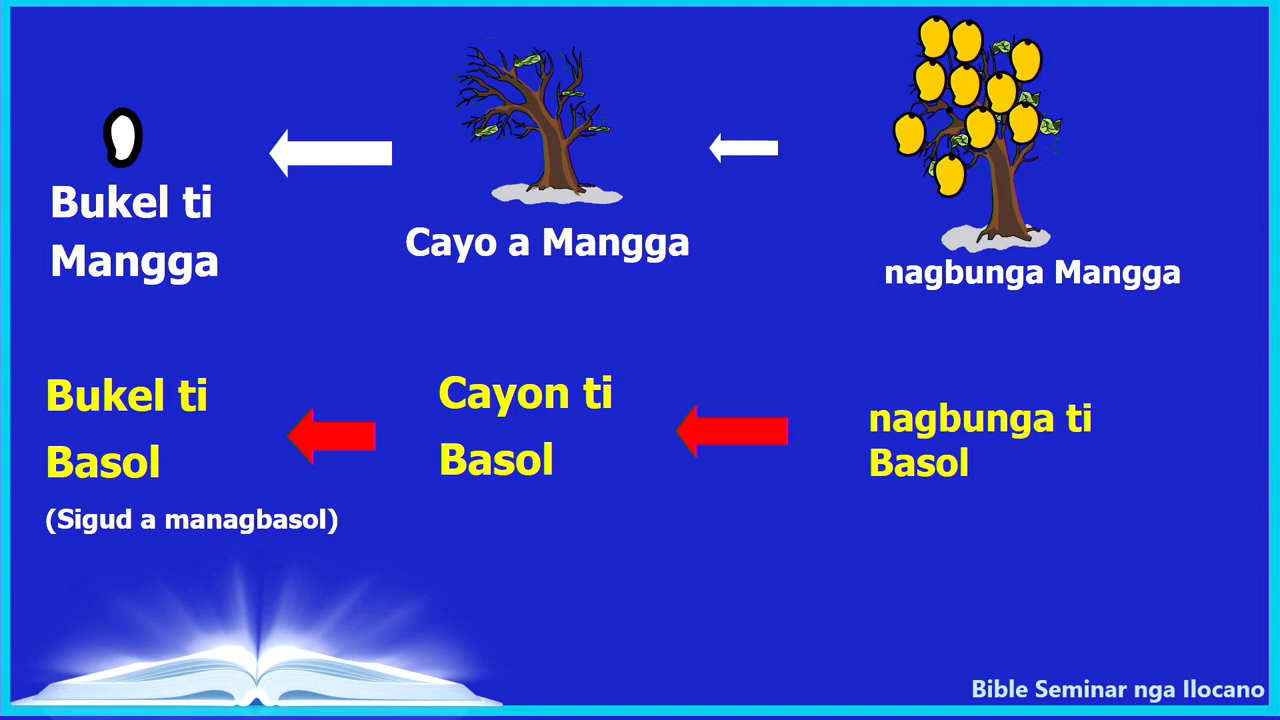 Bukel ti
Mangga
Cayo a Mangga
nagbunga Mangga
Bukel ti
Basol
(Sigud a managbasol)
Cayon ti
Basol
nagbunga ti
Basol
Bible Seminar nga Ilocano